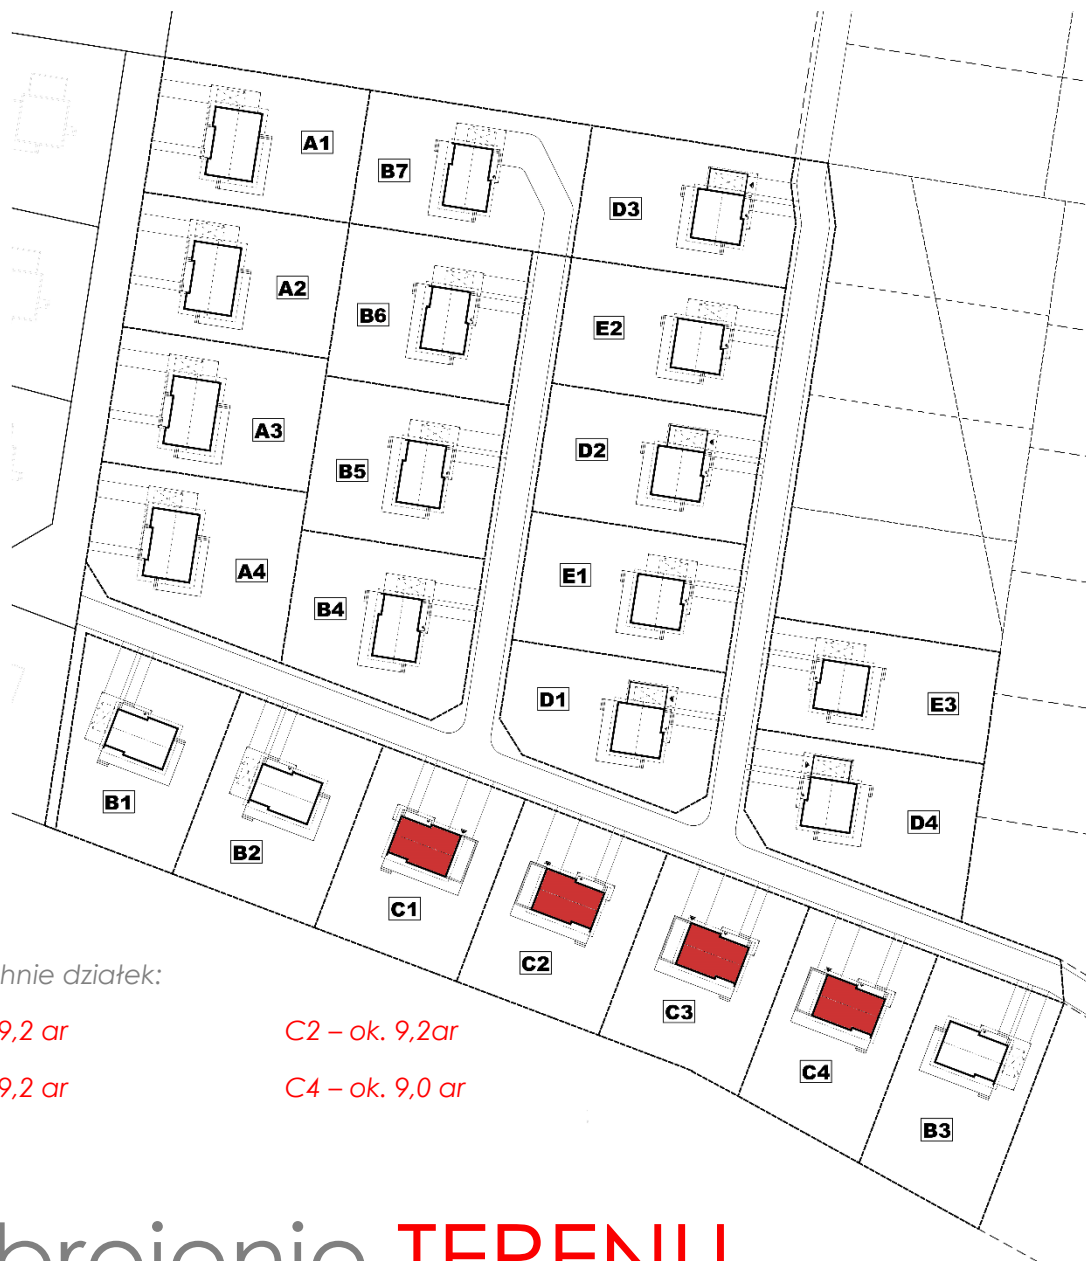 A1
B7
D3
A2
B6
E2
A3
B5
D2
A4
B4
E1
D1
E3
B1
B2
D4
C1
C2
C3
C4
B3
hnie działek:
9,2 ar C2 – ok. 9,2ar
9,2 ar C4 – ok. 9,0 ar
brojenie TERENU